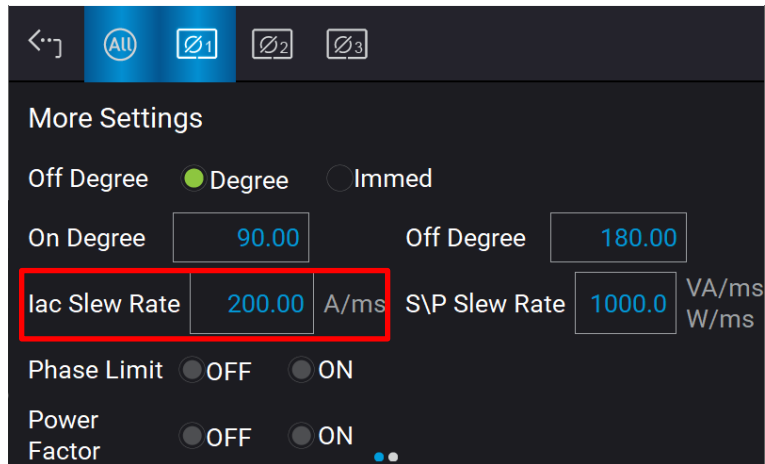 All Ø1 Ø2 Ø3
More Settings
Off Degree Degree Immed
On Degree 90.00 Off Degree 180.00
Iac Slew Rate 200.00 A/ms S\P Slew Rate 1000.0 VA/ms
W/ms
Phase Limit OFF ON
Power
Factor OFF ON